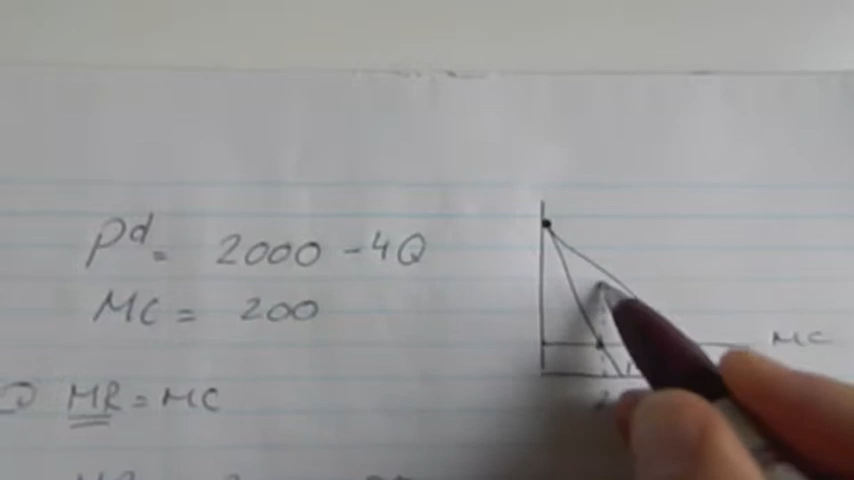 Pd = 2000 - 4Q
MC = 200
MC
MR = MC